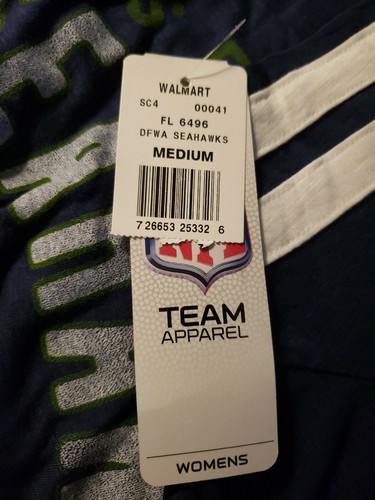 WALMART
SC4 00041
FL 6496
DFWA SEAHAWKS
MEDIUM
7 26653 25332 6
TEAM
APPAREL
WOMENS